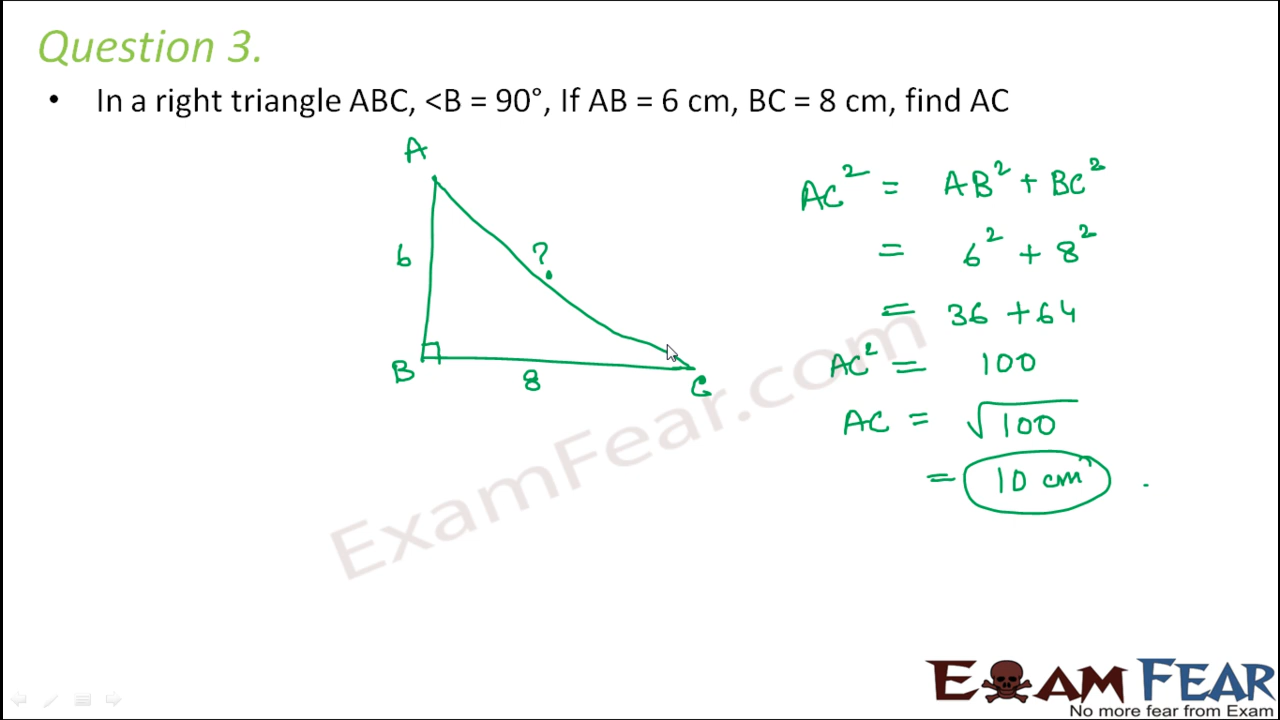 Question 3.
• In a right triangle ABC, <B = 90°, If AB = 6 cm, BC = 8 cm, find AC
A
6
?
B
8
C
AC² = AB² + BC²
= 6² + 8²
= 36 + 64
AC² = 100
AC = √100
= 10 cm
ExamFear.com
EXAM FEAR
No more fear from Exam